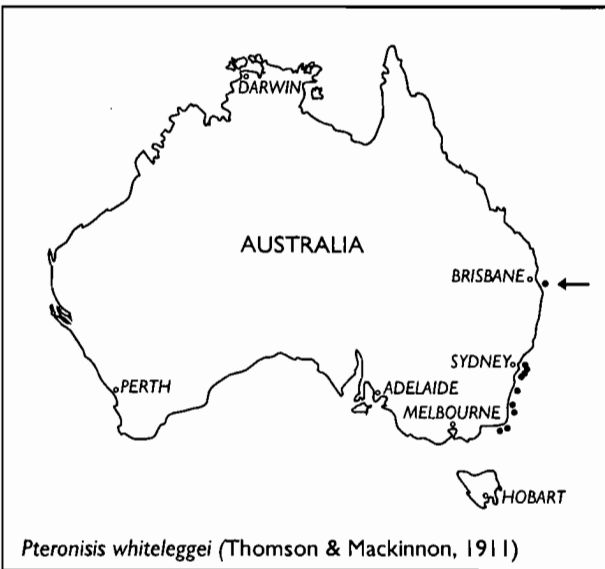 DARWIN
AUSTRALIA
BRISBANE
SYDNEY
PERTH
ADELAIDE
MELBOURNE
HOBART
Pteronisis whiteleggei (Thomson & Mackinnon, 1911)